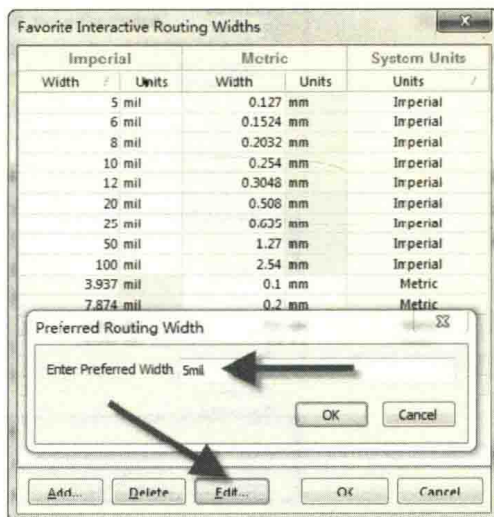 Favorite Interactive Routing Widths
Imperial Metric System Units
Width Units Width Units Units
5 mil 0.127 mm Imperial
6 mil 0.1524 mm Imperial
8 mil 0.2032 mm Imperial
10 mil 0.254 mm Imperial
12 mil 0.3048 mm Imperial
20 mil 0.508 mm Imperial
25 mil 0.635 mm Imperial
50 mil 1.27 mm Imperial
100 mil 2.54 mm Imperial
3.937 mil 0.1 mm Metric
7.874 mil 0.2 mm Metric
Preferred Routing Width
Enter Preferred Width 5mil
OK Cancel
Add... Delete Edit... OK Cancel